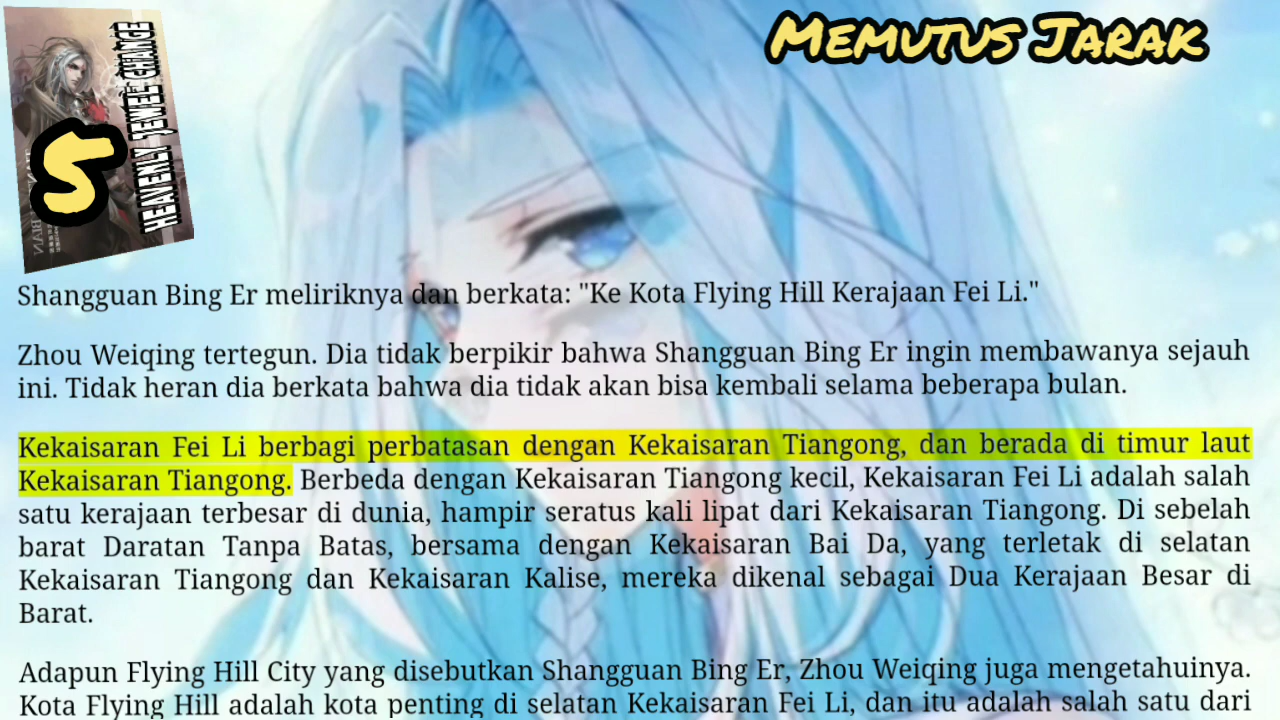 Memutus Jarak
HEAVENLY JEWEL CHANGE
5
Shangguan Bing Er meliriknya dan berkata: "Ke Kota Flying Hill Kerajaan Fei Li."
Zhou Weiqing tertegun. Dia tidak berpikir bahwa Shangguan Bing Er ingin membawanya sejauh
ini. Tidak heran dia berkata bahwa dia tidak akan bisa kembali selama beberapa bulan.
Kekaisaran Fei Li berbagi perbatasan dengan Kekaisaran Tiangong, dan berada di timur laut
Kekaisaran Tiangong. Berbeda dengan Kekaisaran Tiangong kecil, Kekaisaran Fei Li adalah salah
satu kerajaan terbesar di dunia, hampir seratus kali lipat dari Kekaisaran Tiangong. Di sebelah
barat Daratan Tanpa Batas, bersama dengan Kekaisaran Bai Da, yang terletak di selatan
Kekaisaran Tiangong dan Kekaisaran Kalise, mereka dikenal sebagai Dua Kerajaan Besar di
Barat.
Adapun Flying Hill City yang disebutkan Shangguan Bing Er, Zhou Weiqing juga mengetahuinya.
Kota Flying Hill adalah kota penting di selatan Kekaisaran Fei Li, dan itu adalah salah satu dari